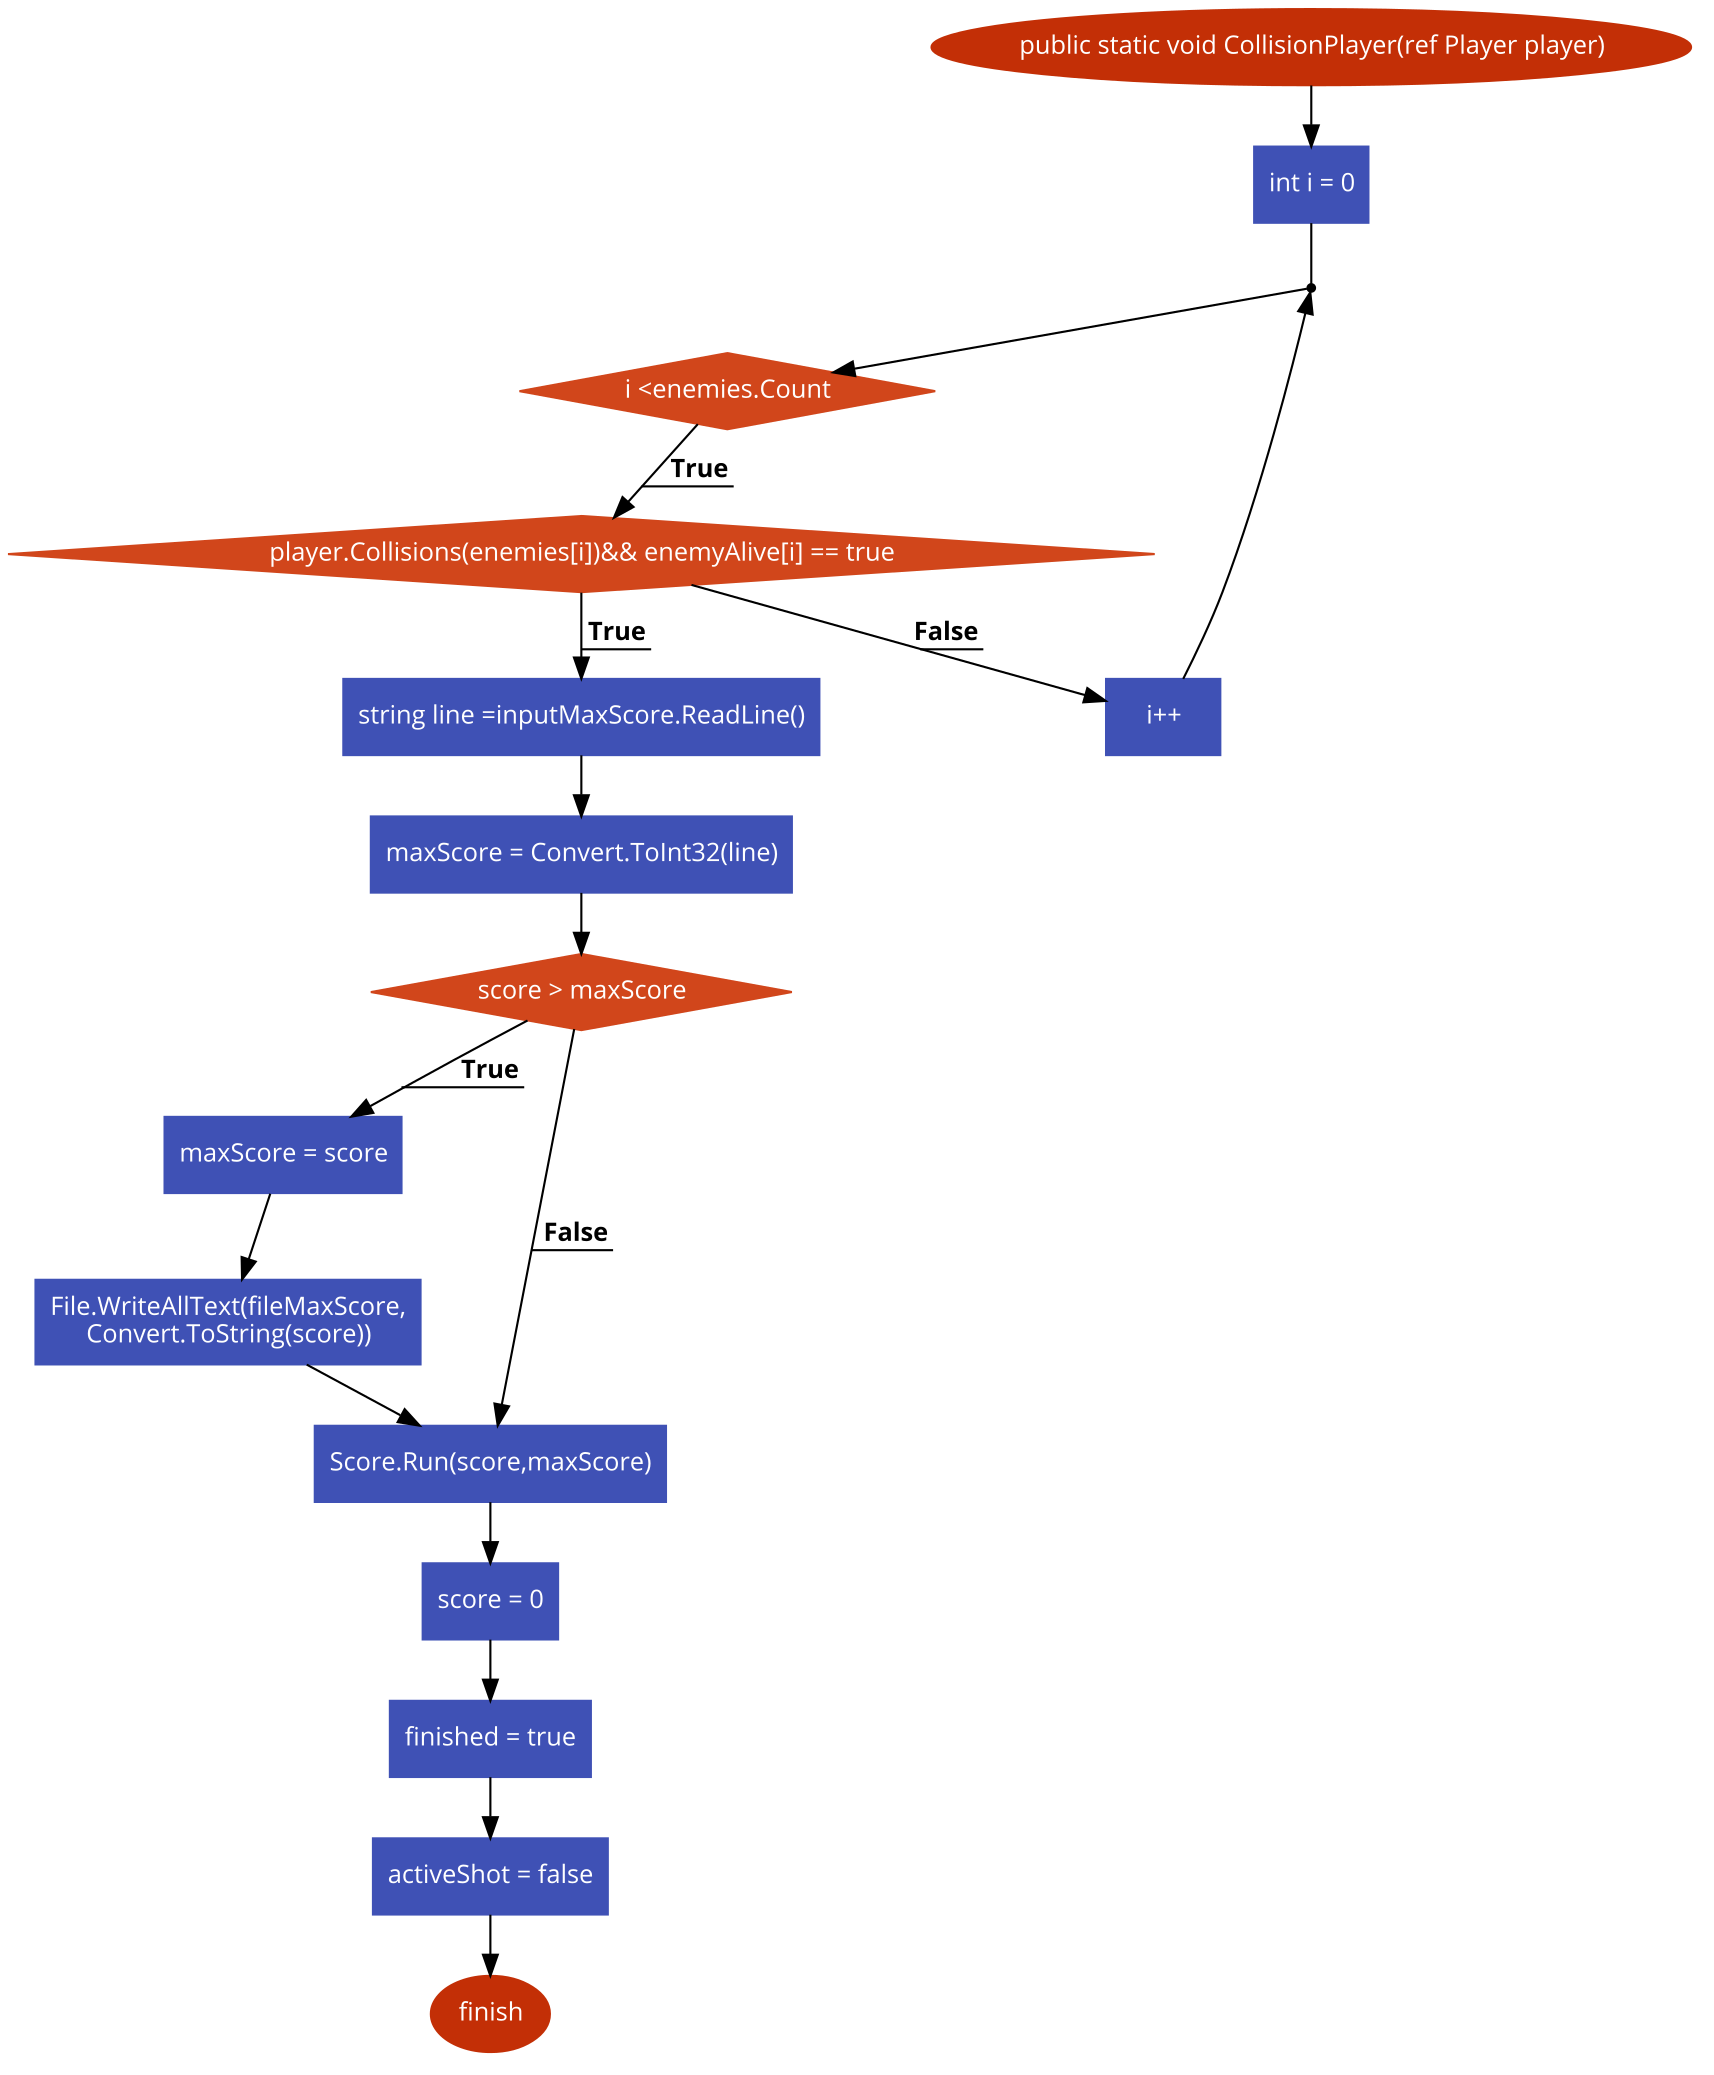 public static void CollisionPlayer(ref Player player)
int i = 0
i <enemies.Count
True
player.Collisions(enemies[i])&& enemyAlive[i] == true
True
False
string line =inputMaxScore.ReadLine()
i++
maxScore = Convert.ToInt32(line)
score > maxScore
True
maxScore = score
False
File.WriteAllText(fileMaxScore,
Convert.ToString(score))
Score.Run(score,maxScore)
score = 0
finished = true
activeShot = false
finish